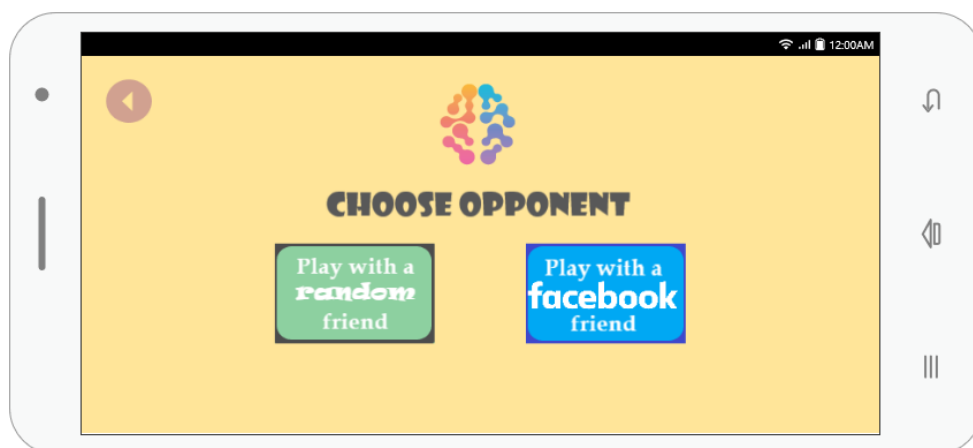 12:00AM
CHOOSE OPPONENT
Play with a
random
friend
Play with a
facebook
friend